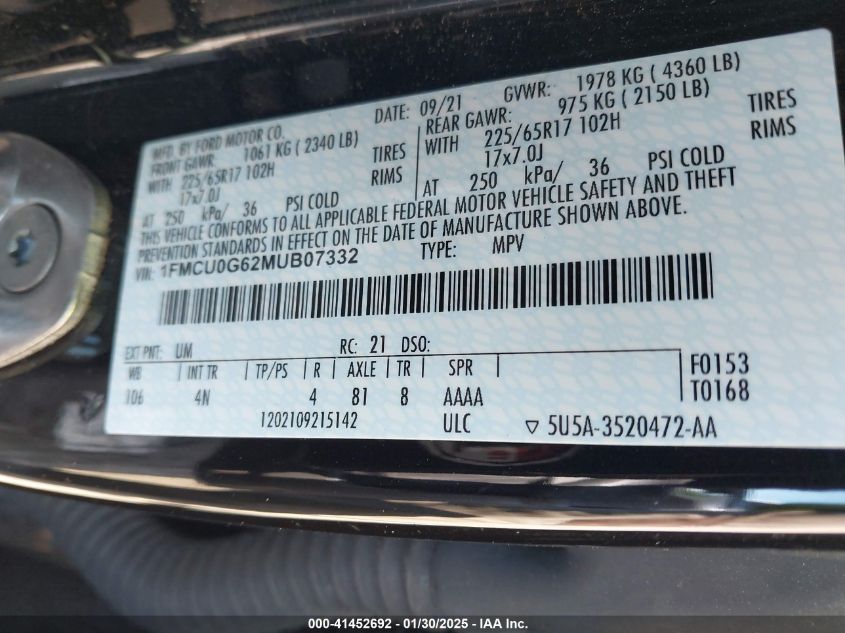 MFD. BY FORD MOTOR CO. DATE: 09/21 GVWR: 1978 KG ( 4360 LB)
FRONT GAWR: 1061 KG ( 2340 LB) REAR GAWR: 975 KG ( 2150 LB)
WITH 225/65R17 102H TIRES WITH 225/65R17 102H TIRES
17x7.0J RIMS 17x7.0J RIMS
AT 250 kPa/ 36 PSI COLD AT 250 kPa/ 36 PSI COLD
THIS VEHICLE CONFORMS TO ALL APPLICABLE FEDERAL MOTOR VEHICLE SAFETY AND THEFT
PREVENTION STANDARDS IN EFFECT ON THE DATE OF MANUFACTURE SHOWN ABOVE.
VIN: 1FMCU0G62MUB07332 TYPE: MPV
EXT PNT: UM RC: 21 DSO:
WB INT TR TP/PS R AXLE TR SPR F0153
106 4N 4 81 8 AAAA T0168
1202109215142 ULC ▽ 5U5A-3520472-AA
000-41452692 - 01/30/2025 - IAA Inc.